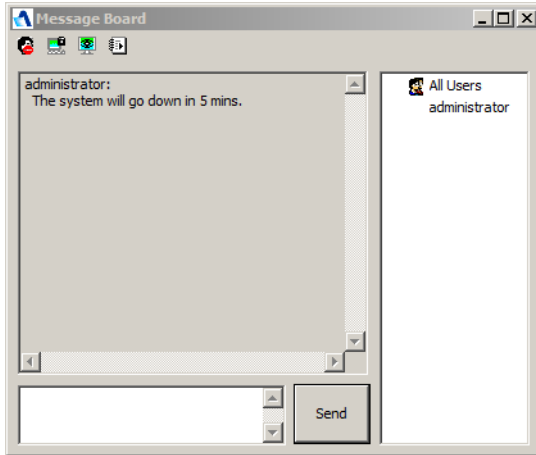 Message Board
administrator:
The system will go down in 5 mins.
All Users
administrator
Send